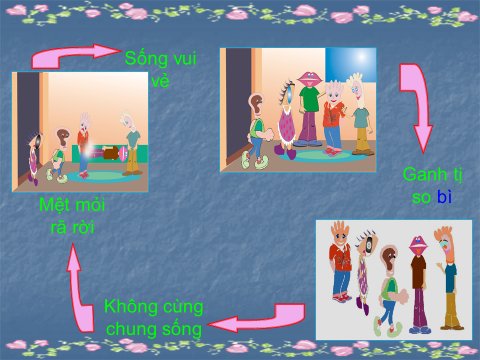 Sống vui
vẻ
Ganh tị
so bì
Mệt mỏi
rã rời
Không cùng
chung sống